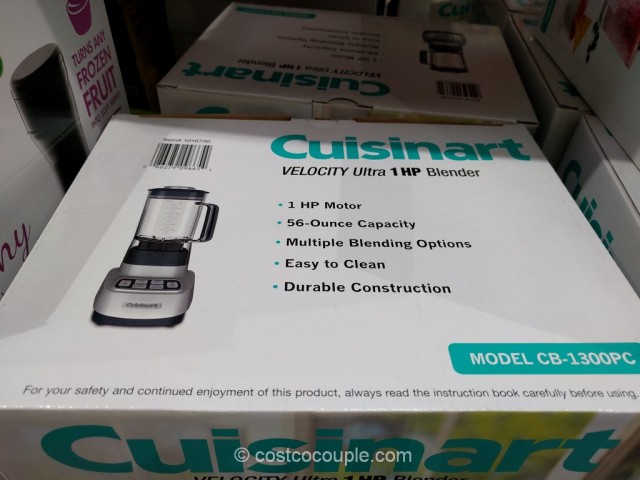 TURNS ANY
FROZEN
FRUIT
Cuisinart
VELOCITY Ultra 1 HP Blender
Cuisinart
VELOCITY Ultra 1 HP Blender
• 1 HP Motor
• 56-Ounce Capacity
• Multiple Blending Options
• Easy to Clean
• Durable Construction
Cuisinart
MODEL CB-1300PC
For your safety and continued enjoyment of this product, always read the instruction book carefully before using.
Cuisinart
VELOCITY Ultra 1 HP Blender
© costcocouple.com